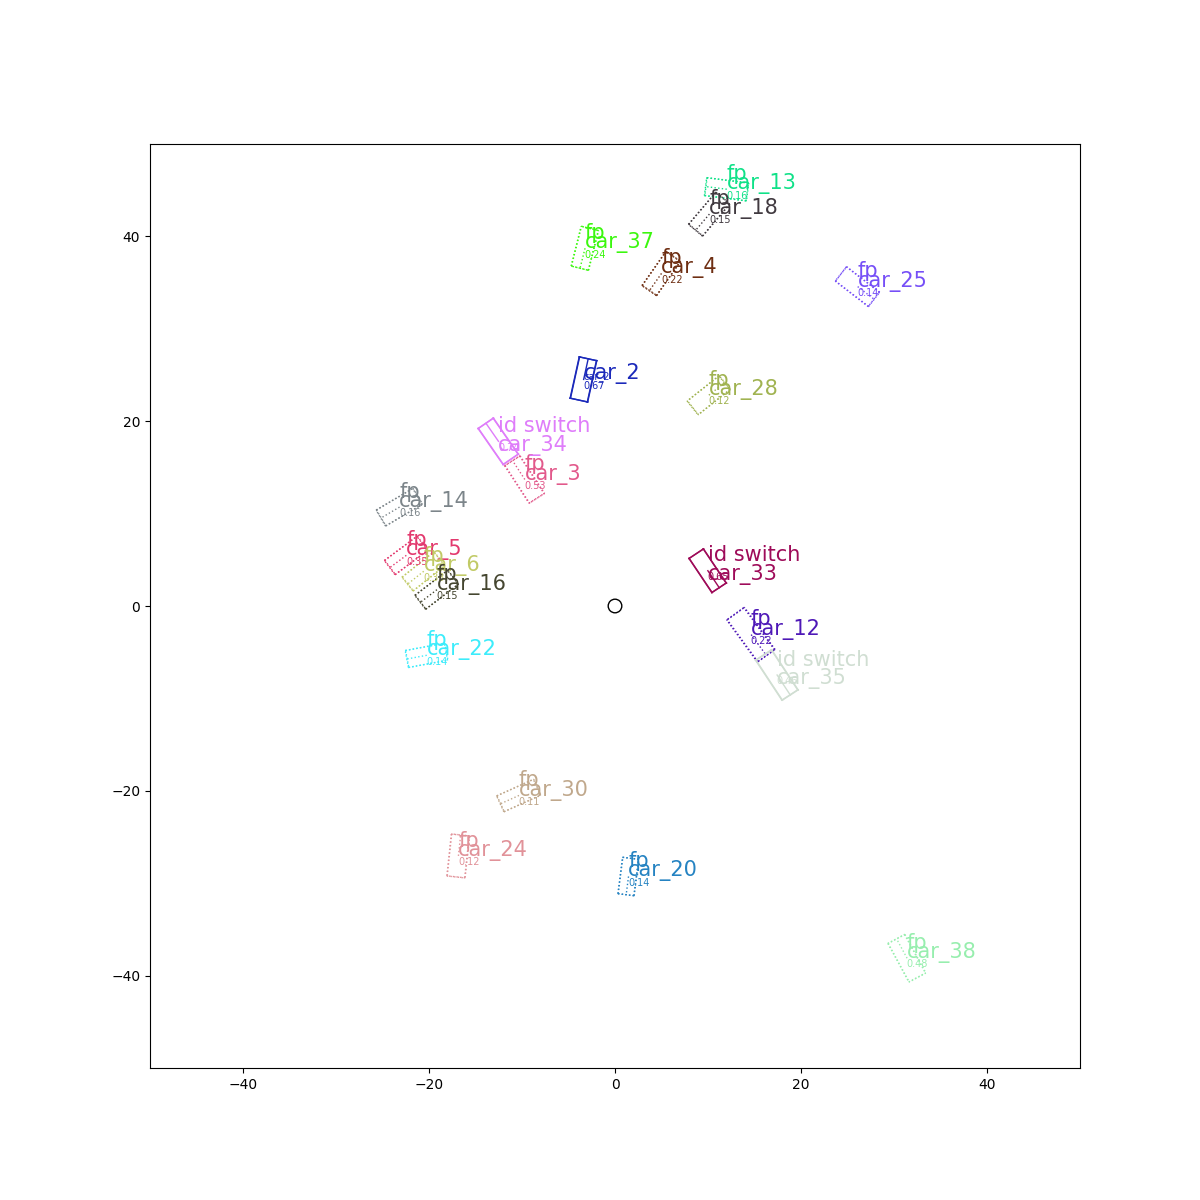 fp
car_13
0.16
fp
car_18
0.15
fp
car_37
0.24
fp
car_4
0.22
fp
car_25
0.14
car_2
0.67
fp
car_28
0.12
id switch
car_34
fp
car_3
0.53
fp
car_14
0.16
fp
car_5
0.35
fp
car_6
fp
car_16
0.15
id switch
car_33
fp
car_12
0.22
fp
car_22
0.14
id switch
car_35
fp
car_30
0.11
fp
car_24
0.12
fp
car_20
0.14
fp
car_38
0.48
40
20
0
−20
−40
−40
−20
0
20
40